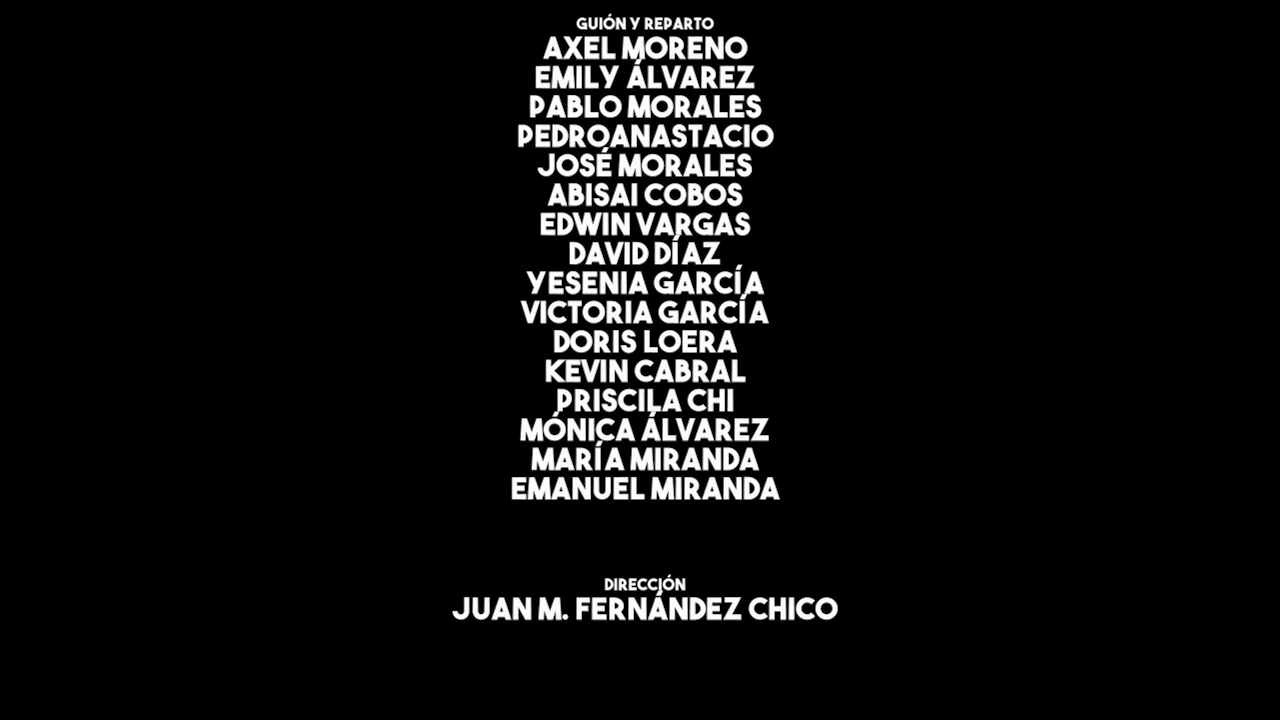 GUIÓN Y REPARTO
AXEL MORENO
EMILY ÁLVAREZ
PABLO MORALES
PEDROANASTACIO
JOSÉ MORALES
ABISAI COBOS
EDWIN VARGAS
DAVID DÍAZ
YESENIA GARCÍA
VICTORIA GARCÍA
DORIS LOERA
KEVIN CABRAL
PRISCILA CHI
MÓNICA ÁLVAREZ
MARÍA MIRANDA
EMANUEL MIRANDA
DIRECCIÓN
JUAN M. FERNÁNDEZ CHICO